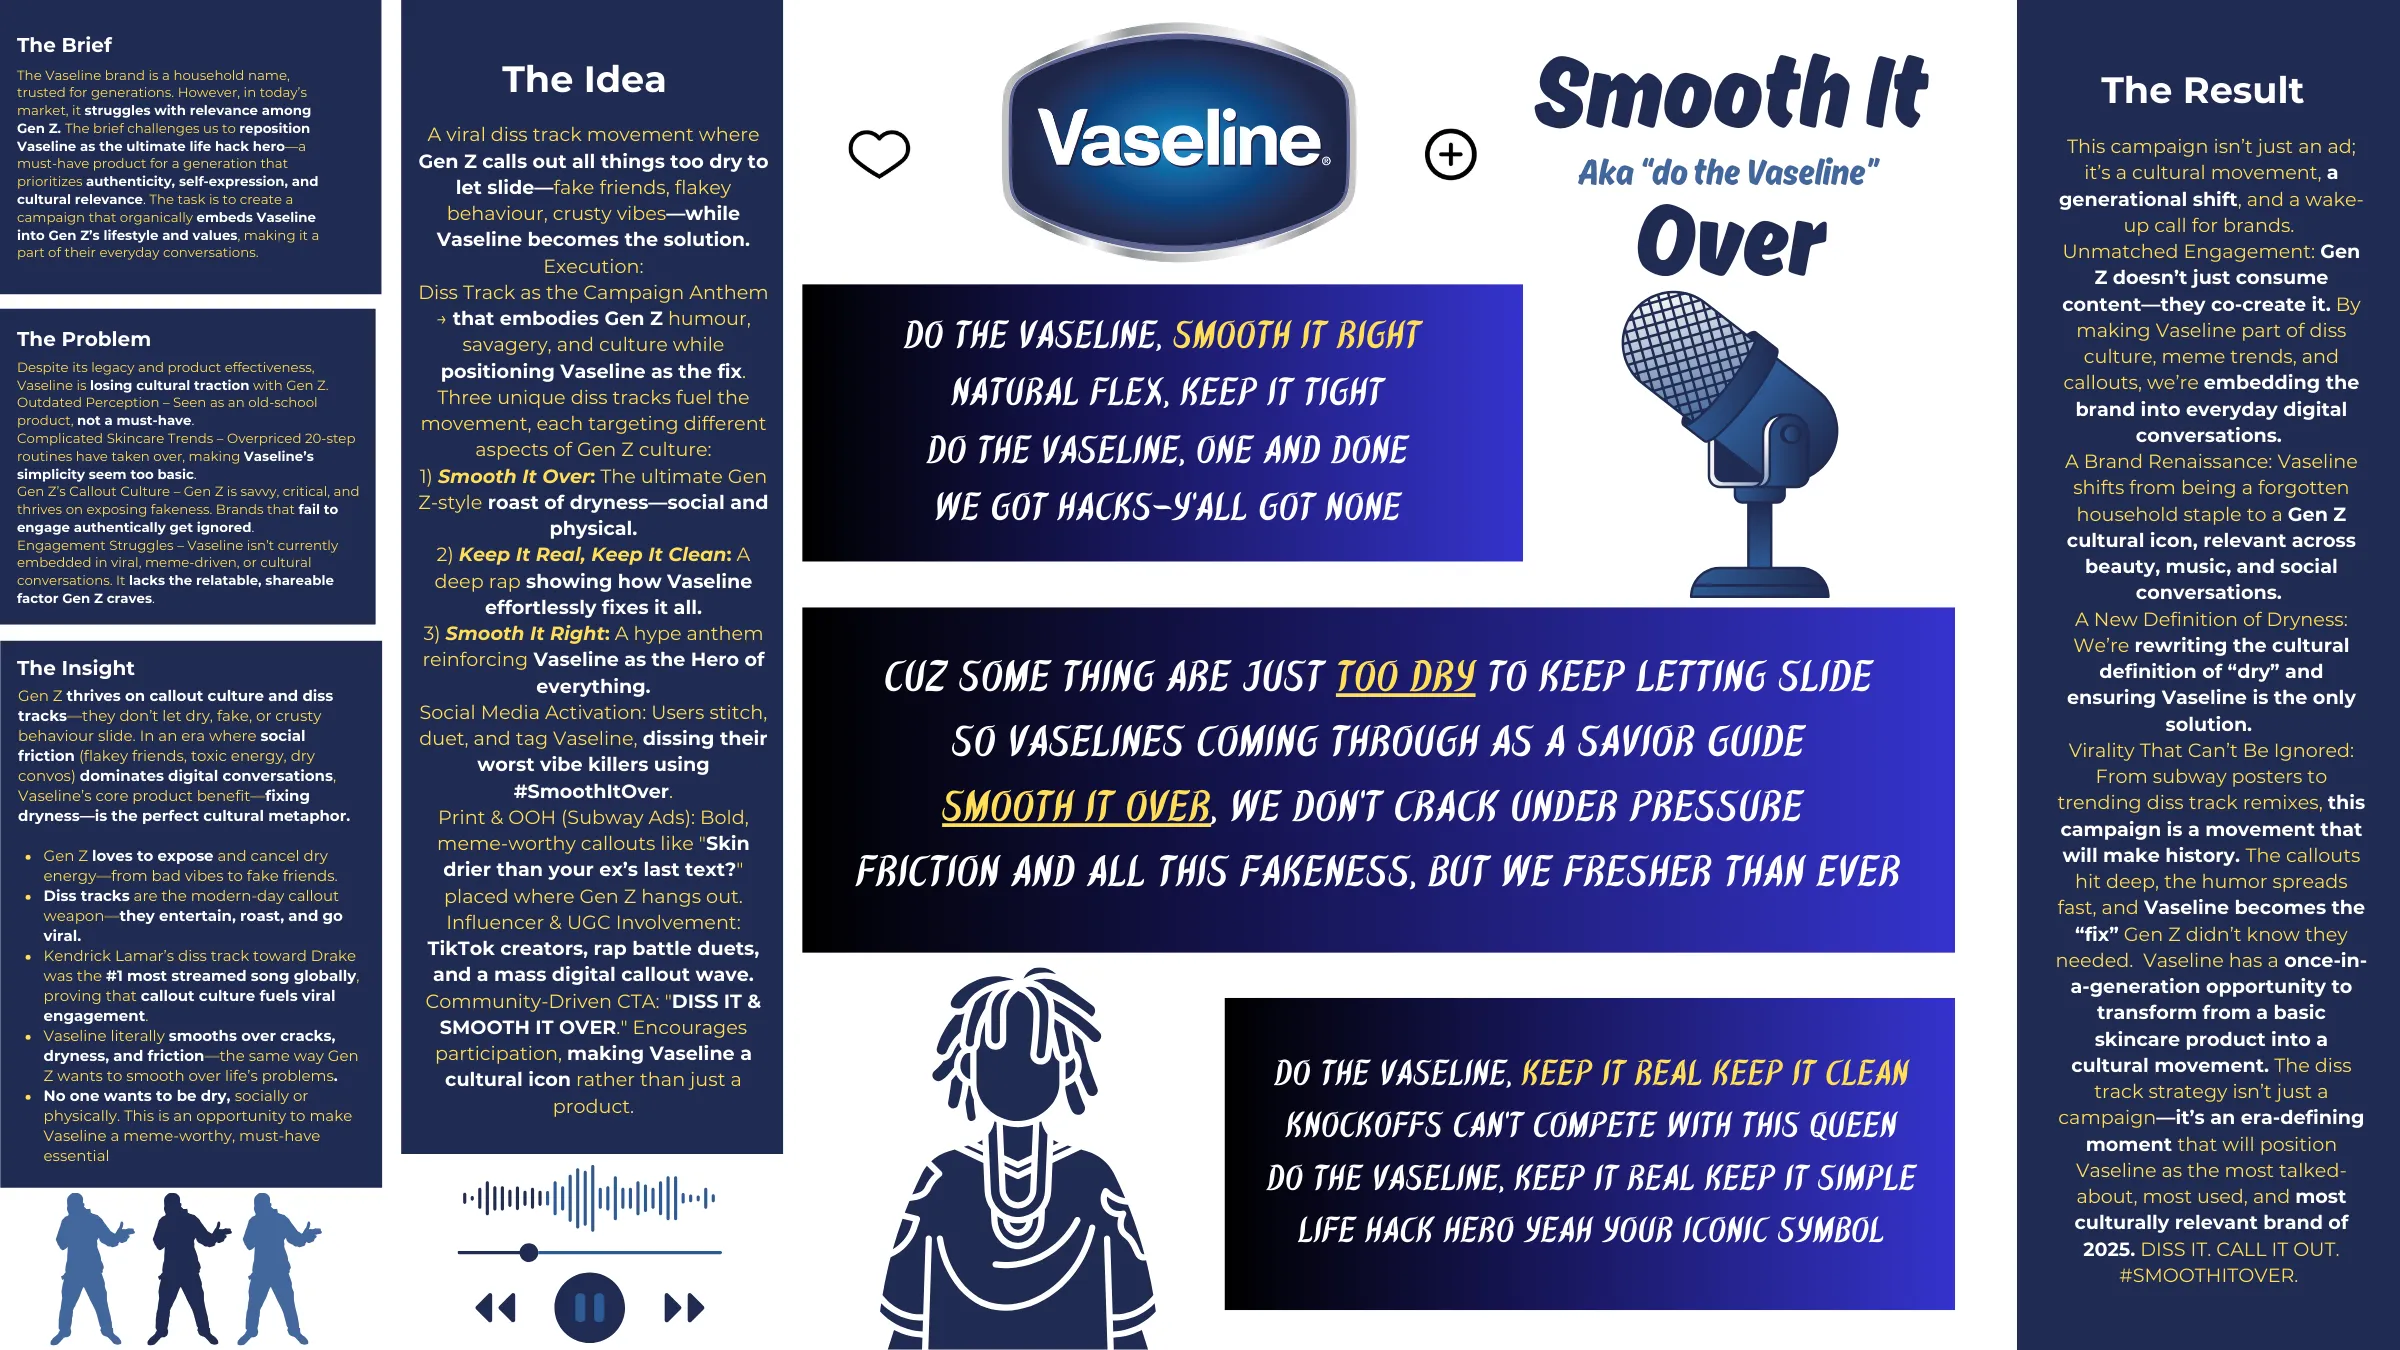 The Brief
The Vaseline brand is a household name,
trusted for generations. However, in today's
market, it struggles with relevance among
Gen Z. The brief challenges us to reposition
Vaseline as the ultimate life hack hero—a
must-have product for a generation that
prioritizes authenticity, self-expression, and
cultural relevance. The task is to create a
campaign that organically embeds Vaseline
into Gen Z's lifestyle and values, making it a
part of their everyday conversations.
The Problem
Despite its legacy and product effectiveness,
Vaseline is losing cultural traction with Gen Z.
Outdated Perception – Seen as an old-school
product, not a must-have.
Complicated Skincare Trends – Overpriced 20-step
routines have taken over, making Vaseline's
simplicity seem too basic.
Gen Z's Callout Culture – Gen Z is savvy, critical, and
thrives on exposing fakeness. Brands that fail to
engage authentically get ignored.
Engagement Struggles – Vaseline isn't currently
embedded in viral, meme-driven, or cultural
conversations. It lacks the relatable, shareable
factor Gen Z craves.
The Insight
Gen Z thrives on callout culture and diss
tracks—they don't let dry, fake, or crusty
behaviour slide. In an era where social
friction (flakey friends, toxic energy, dry
convos) dominates digital conversations,
Vaseline's core product benefit—fixing
dryness—is the perfect cultural metaphor.
• Gen Z loves to expose and cancel dry
energy—from bad vibes to fake friends.
• Diss tracks are the modern-day callout
weapon—they entertain, roast, and go
viral.
• Kendrick Lamar's diss track toward Drake
was the #1 most streamed song globally,
proving that callout culture fuels viral
engagement.
• Vaseline literally smooths over cracks,
dryness, and friction—the same way Gen
Z wants to smooth over life's problems.
• No one wants to be dry, socially or
physically. This is an opportunity to make
Vaseline a meme-worthy, must-have
essential
The Idea
A viral diss track movement where
Gen Z calls out all things too dry to
let slide—fake friends, flakey
behaviour, crusty vibes—while
Vaseline becomes the solution.
Execution:
Diss Track as the Campaign Anthem
→ that embodies Gen Z humour,
savagery, and culture while
positioning Vaseline as the fix.
Three unique diss tracks fuel the
movement, each targeting different
aspects of Gen Z culture:
1) Smooth It Over: The ultimate Gen
Z-style roast of dryness—social and
physical.
2) Keep It Real, Keep It Clean: A
deep rap showing how Vaseline
effortlessly fixes it all.
3) Smooth It Right: A hype anthem
reinforcing Vaseline as the Hero of
everything.
Social Media Activation: Users stitch,
duet, and tag Vaseline, dissing their
worst vibe killers using
#SmoothItOver.
Print & OOH (Subway Ads): Bold,
meme-worthy callouts like "Skin
drier than your ex's last text?"
placed where Gen Z hangs out.
Influencer & UGC Involvement:
TikTok creators, rap battle duets,
and a mass digital callout wave.
Community-Driven CTA: "DISS IT &
SMOOTH IT OVER." Encourages
participation, making Vaseline a
cultural icon rather than just a
product.
Vaseline®
Smooth It
Aka "do the Vaseline"
Over
DO THE VASELINE, SMOOTH IT RIGHT
NATURAL FLEX, KEEP IT TIGHT
DO THE VASELINE, ONE AND DONE
WE GOT HACKS–Y'ALL GOT NONE
CUZ SOME THING ARE JUST TOO DRY TO KEEP LETTING SLIDE
SO VASELINES COMING THROUGH AS A SAVIOR GUIDE
SMOOTH IT OVER, WE DON'T CRACK UNDER PRESSURE
FRICTION AND ALL THIS FAKENESS, BUT WE FRESHER THAN EVER
DO THE VASELINE, KEEP IT REAL KEEP IT CLEAN
KNOCKOFFS CAN'T COMPETE WITH THIS QUEEN
DO THE VASELINE, KEEP IT REAL KEEP IT SIMPLE
LIFE HACK HERO YEAH YOUR ICONIC SYMBOL
The Result
This campaign isn't just an ad;
it's a cultural movement, a
generational shift, and a wake-
up call for brands.
Unmatched Engagement: Gen
Z doesn't just consume
content—they co-create it. By
making Vaseline part of diss
culture, meme trends, and
callouts, we're embedding the
brand into everyday digital
conversations.
A Brand Renaissance: Vaseline
shifts from being a forgotten
household staple to a Gen Z
cultural icon, relevant across
beauty, music, and social
conversations.
A New Definition of Dryness:
We're rewriting the cultural
definition of "dry" and
ensuring Vaseline is the only
solution.
Virality That Can't Be Ignored:
From subway posters to
trending diss track remixes, this
campaign is a movement that
will make history. The callouts
hit deep, the humor spreads
fast, and Vaseline becomes the
"fix" Gen Z didn't know they
needed. Vaseline has a once-in-
a-generation opportunity to
transform from a basic
skincare product into a
cultural movement. The diss
track strategy isn't just a
campaign—it's an era-defining
moment that will position
Vaseline as the most talked-
about, most used, and most
culturally relevant brand of
2025. DISS IT. CALL IT OUT.
#SMOOTHITOVER.